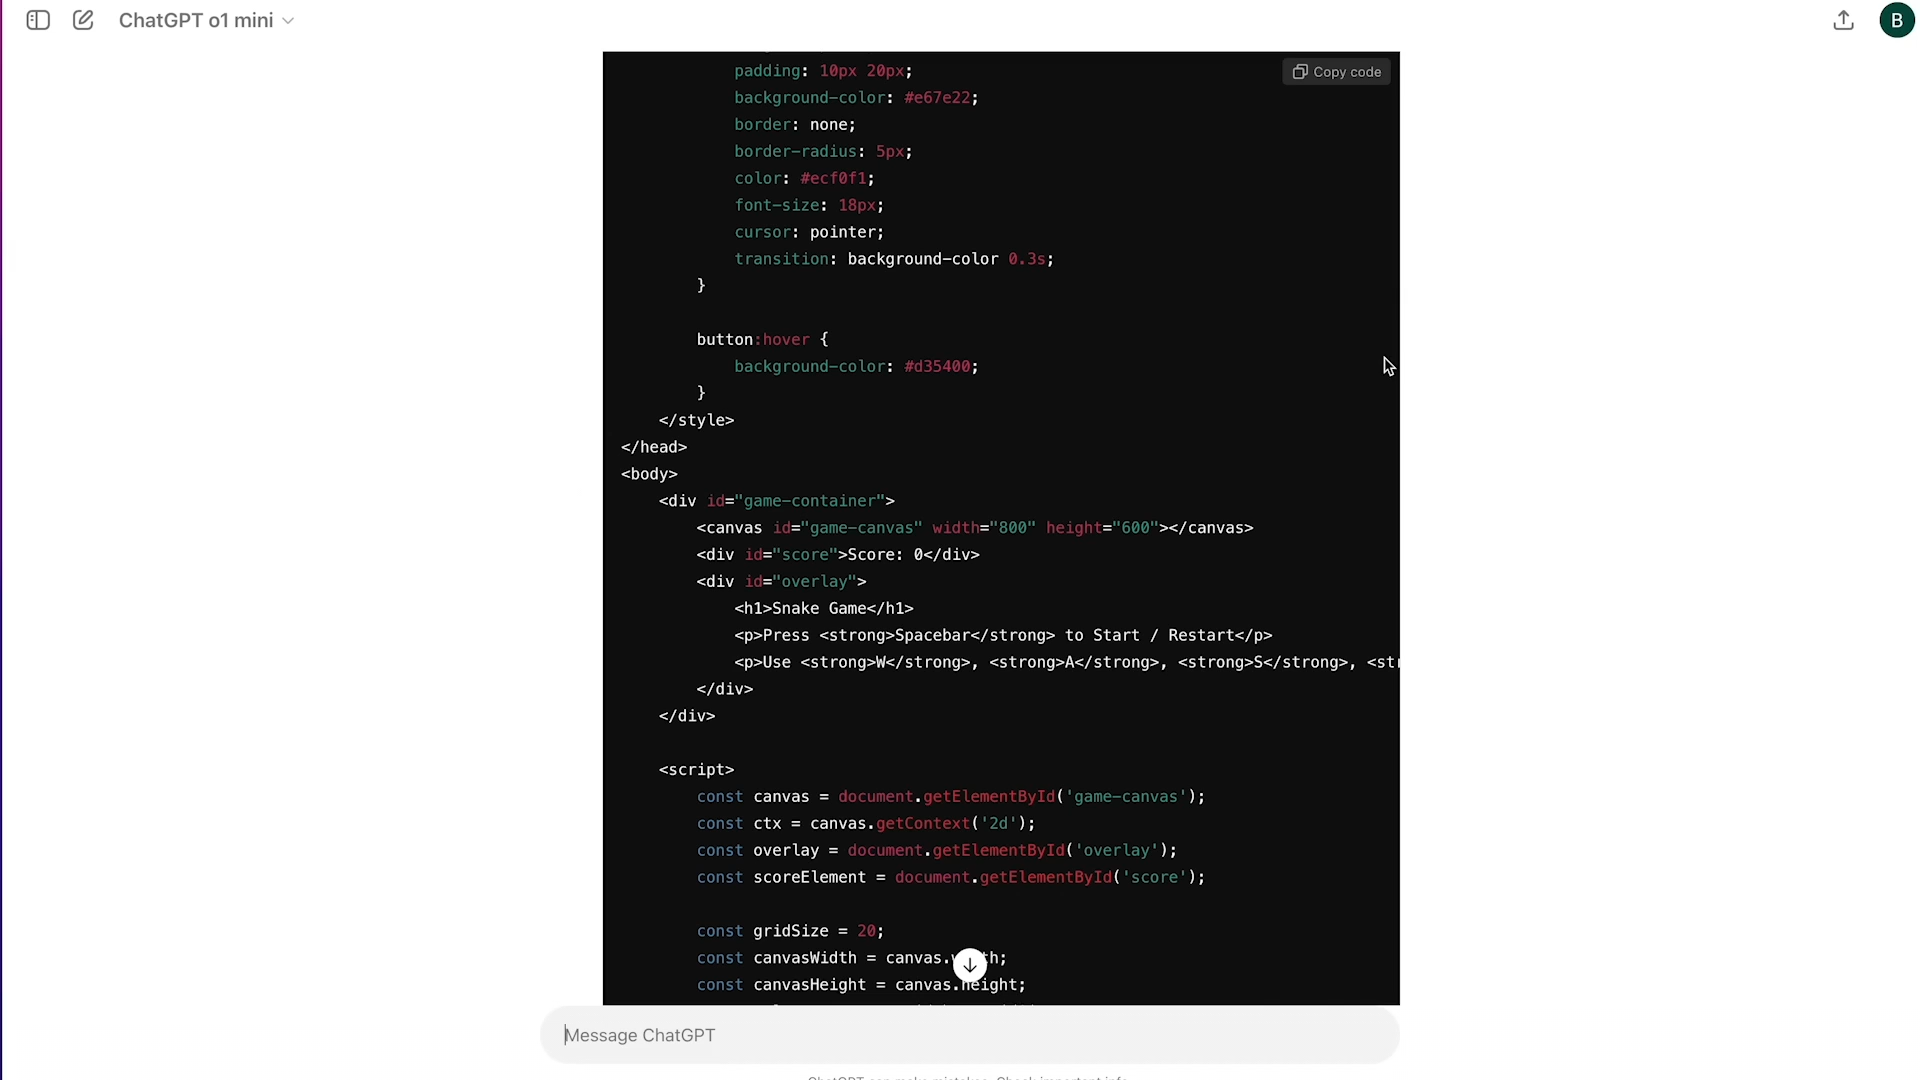 ChatGPT o1 mini
B
Copy code
padding: 10px 20px;
background-color: #e67e22;
border: none;
border-radius: 5px;
color: #ecf0f1;
font-size: 18px;
cursor: pointer;
transition: background-color 0.3s;
}
button:hover {
background-color: #d35400;
}
</style>
</head>
<body>
<div id="game-container">
<canvas id="game-canvas" width="800" height="600"></canvas>
<div id="score">Score: 0</div>
<div id="overlay">
<h1>Snake Game</h1>
<p>Press <strong>Spacebar</strong> to Start / Restart</p>
<p>Use <strong>W</strong>, <strong>A</strong>, <strong>S</strong>, <str
</div>
</div>
<script>
const canvas = document.getElementById('game-canvas');
const ctx = canvas.getContext('2d');
const overlay = document.getElementById('overlay');
const scoreElement = document.getElementById('score');
const gridSize = 20;
const canvasWidth = canvas.
const canvasHeight = canvas.height;
Message ChatGPT